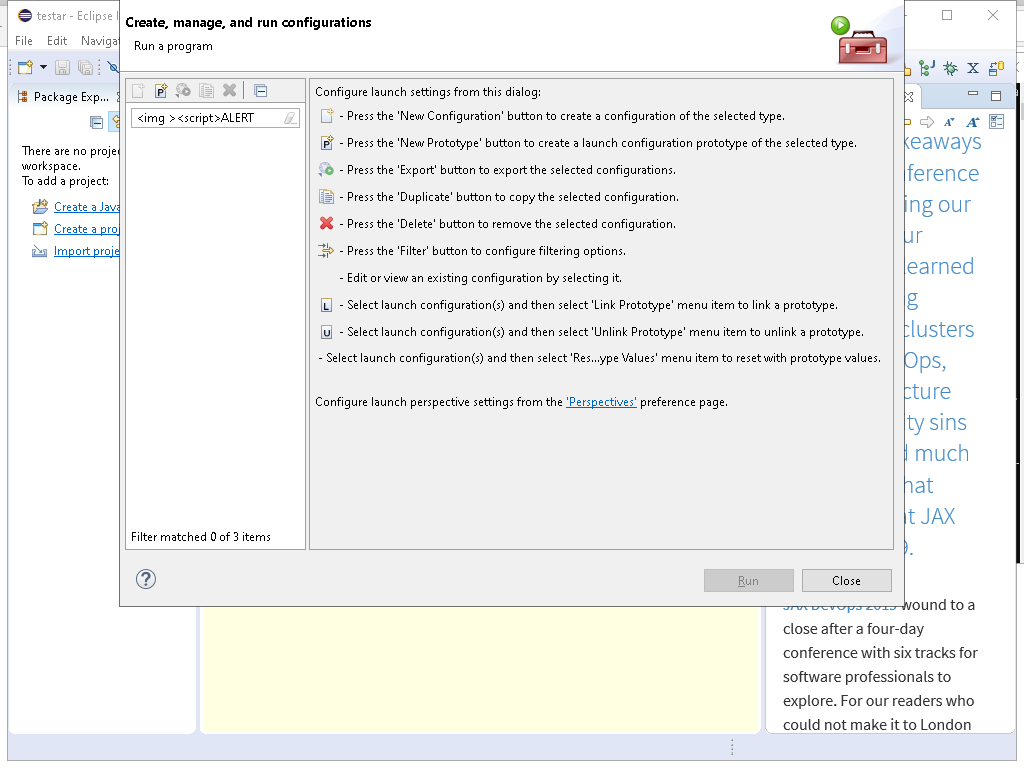 testar - Eclipse
File Edit Naviga
Package Exp...
There are no proje
workspace.
To add a project:
Create a Java
Create a proj
Import proje
Create, manage, and run configurations
Run a program
<img ><script>ALERT
Filter matched 0 of 3 items
Configure launch settings from this dialog:
- Press the 'New Configuration' button to create a configuration of the selected type.
- Press the 'New Prototype' button to create a launch configuration prototype of the selected type.
- Press the 'Export' button to export the selected configurations.
- Press the 'Duplicate' button to copy the selected configuration.
- Press the 'Delete' button to remove the selected configuration.
- Press the 'Filter' button to configure filtering options.
- Edit or view an existing configuration by selecting it.
- Select launch configuration(s) and then select 'Link Prototype' menu item to link a prototype.
- Select launch configuration(s) and then select 'Unlink Prototype' menu item to unlink a prototype.
- Select launch configuration(s) and then select 'Res...ype Values' menu item to reset with prototype values.
Configure launch perspective settings from the 'Perspectives' preference page.
Run Close
keaways
ference
ing our
ur
learned
g
clusters
Ops,
cture
ty sins
d much
hat
at JAX
9.
wound to a
close after a four-day
conference with six tracks for
software professionals to
explore. For our readers who
could not make it to London